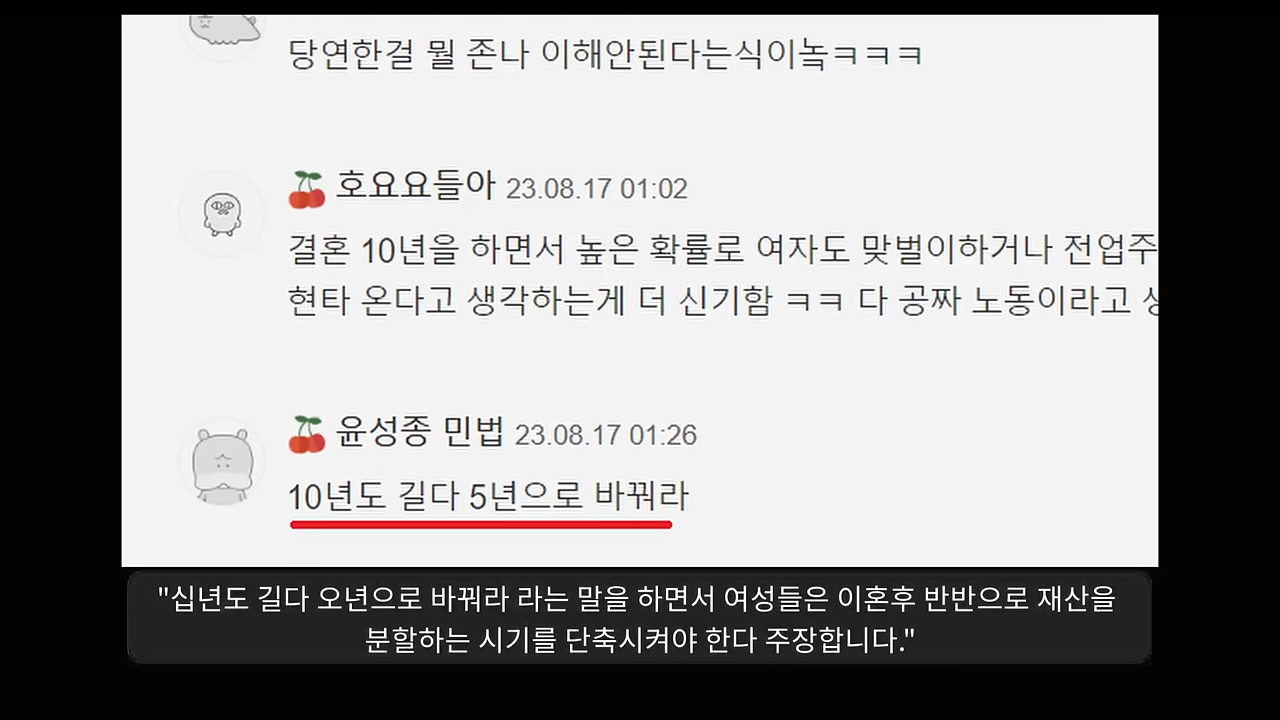 당연한걸 뭘 존나 이해안된다는식이놐ㅋㅋㅋ
호요요들아 23.08.17 01:02
결혼 10년을 하면서 높은 확률로 여자도 맞벌이하거나 전업주
현타 온다고 생각하는게 더 신기함 ㅋㅋ 다 공짜 노동이라고
윤성종 민법 23.08.17 01:26
10년도 길다 5년으로 바꿔라
"십년도 길다 오년으로 바꿔라 라는 말을 하면서 여성들은 이혼후 반반으로 재산을
분할하는 시기를 단축시켜야 한다 주장합니다."